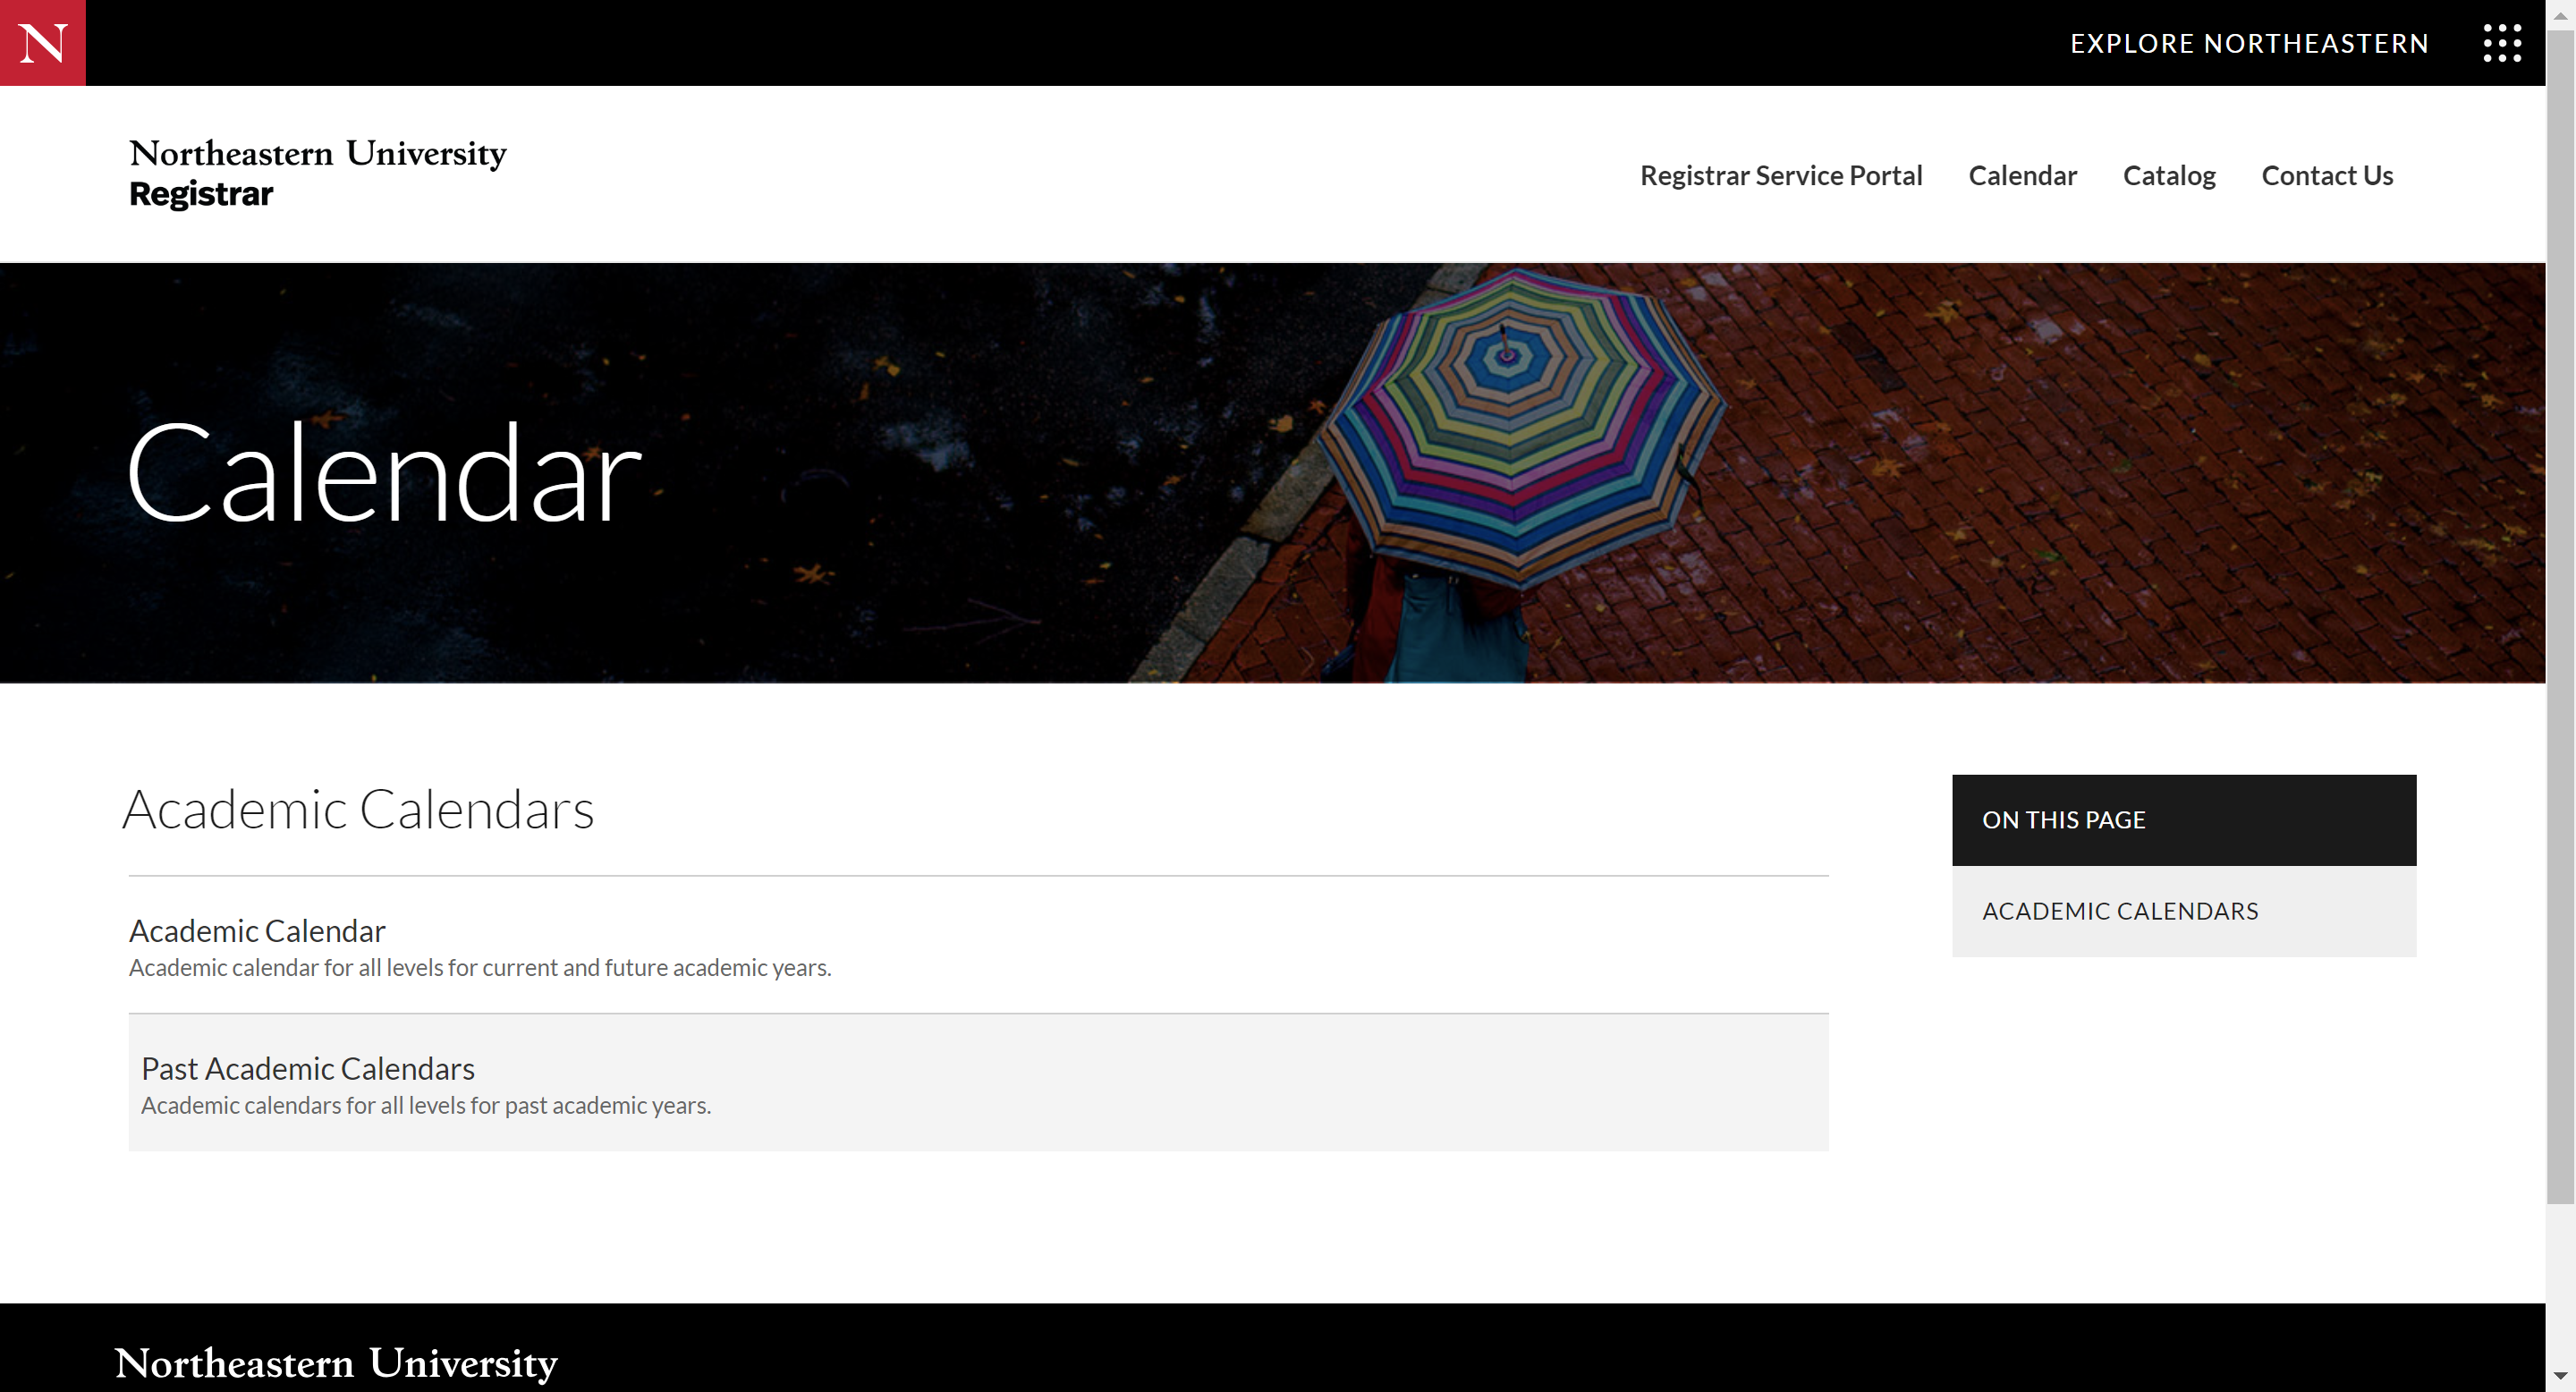 N
EXPLORE NORTHEASTERN
Northeastern University
Registrar
Registrar Service Portal
Calendar
Catalog
Contact Us
Calendar
Academic Calendars
Academic Calendar
Academic calendar for all levels for current and future academic years.
Past Academic Calendars
Academic calendars for all levels for past academic years.
ON THIS PAGE
ACADEMIC CALENDARS
Northeastern University